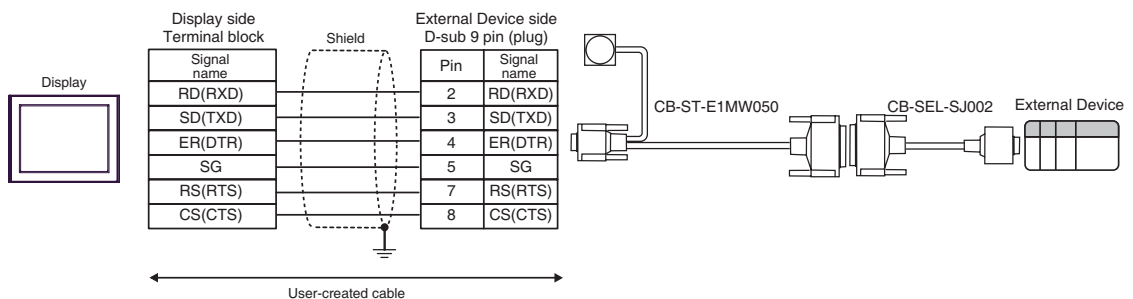 Display
Display side
Terminal block
Shield
External Device side
D-sub 9 pin (plug)
Signal
name
Pin
Signal
name
RD(RXD)
2
RD(RXD)
SD(TXD)
3
SD(TXD)
ER(DTR)
4
ER(DTR)
SG
5
SG
RS(RTS)
7
RS(RTS)
CS(CTS)
8
CS(CTS)
User-created cable
CB-ST-E1MW050
CB-SEL-SJ002
External Device